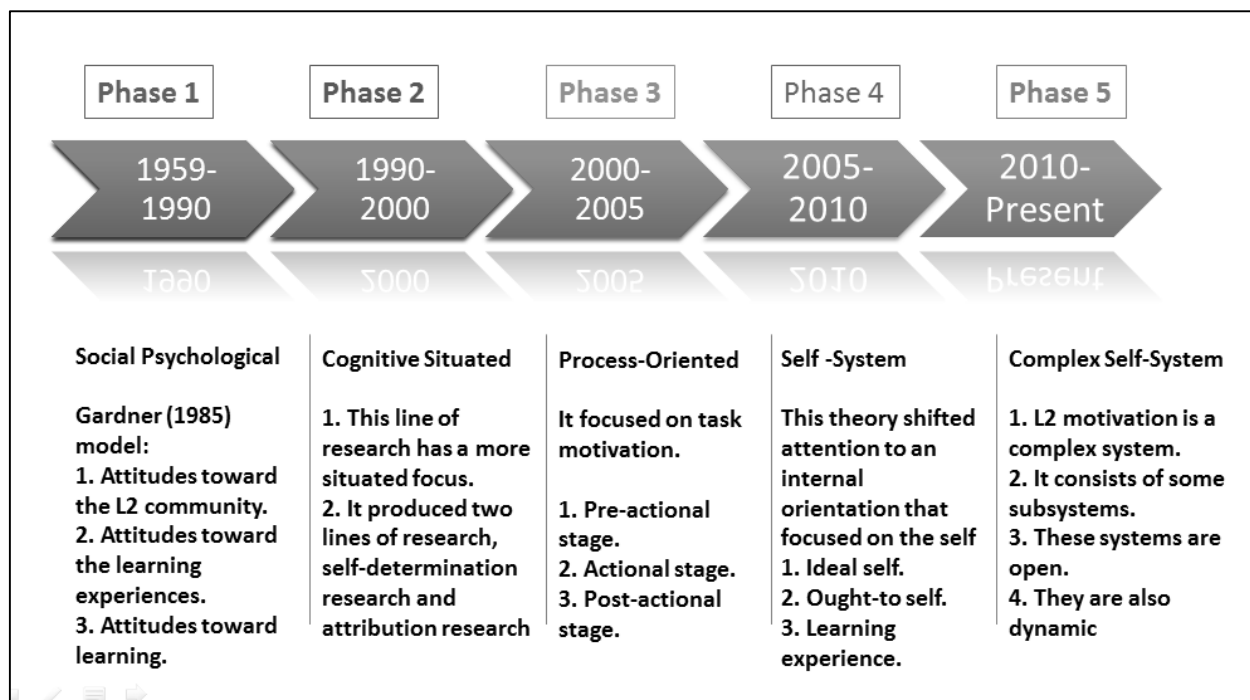 Phase 1
Phase 2
Phase 3
Phase 4
Phase 5
1959-
1990
1990-
2000
2000-
2005
2005-
2010
2010-
Present
1990
2000
2005
2010
Present
Social Psychological
Gardner (1985)
model:
1. Attitudes toward
the L2 community.
2. Attitudes toward
the learning
experiences.
3. Attitudes toward
learning.
Cognitive Situated
1. This line of
research has a more
situated focus.
2. It produced two
lines of research,
self-determination
research and
attribution research
Process-Oriented
It focused on task
motivation.
1. Pre-actional
stage.
2. Actional stage.
3. Post-actional
stage.
Self -System
This theory shifted
attention to an
internal
orientation that
focused on the self
1. Ideal self.
2. Ought-to self.
3. Learning
experience.
Complex Self-System
1. L2 motivation is a
complex system.
2. It consists of some
subsystems.
3. These systems are
open.
4. They are also
dynamic